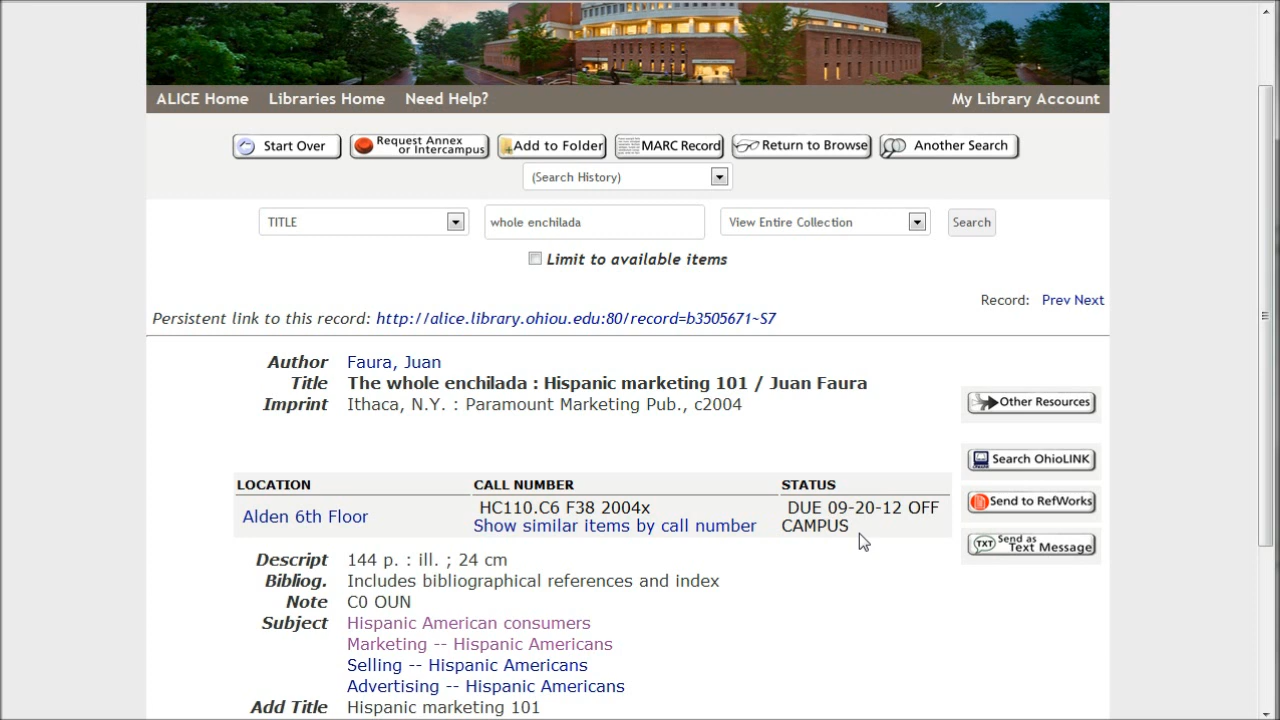 ALICE Home Libraries Home Need Help? My Library Account
Start Over Request Annex or Intercampus Add to Folder MARC Record Return to Browse Another Search
(Search History)
TITLE whole enchilada View Entire Collection Search
Limit to available items
Record: Prev Next
Persistent link to this record: http://alice.library.ohiou.edu:80/record=b3505671~S7
Author Faura, Juan
Title The whole enchilada : Hispanic marketing 101 / Juan Faura
Imprint Ithaca, N.Y. : Paramount Marketing Pub., c2004
Other Resources
Search OhioLINK
Send to RefWorks
TXT Send as Text Message
LOCATION CALL NUMBER STATUS
Alden 6th Floor HC110.C6 F38 2004x DUE 09-20-12 OFF CAMPUS
Show similar items by call number
Descript 144 p. : ill. ; 24 cm
Bibliog. Includes bibliographical references and index
Note C0 OUN
Subject Hispanic American consumers
Marketing -- Hispanic Americans
Selling -- Hispanic Americans
Advertising -- Hispanic Americans
Add Title Hispanic marketing 101